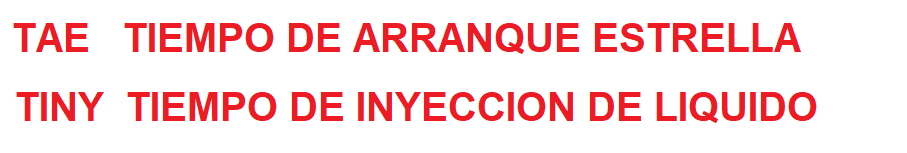 TAE TIEMPO DE ARRANQUE ESTRELLA
TINY TIEMPO DE INYECCION DE LIQUIDO